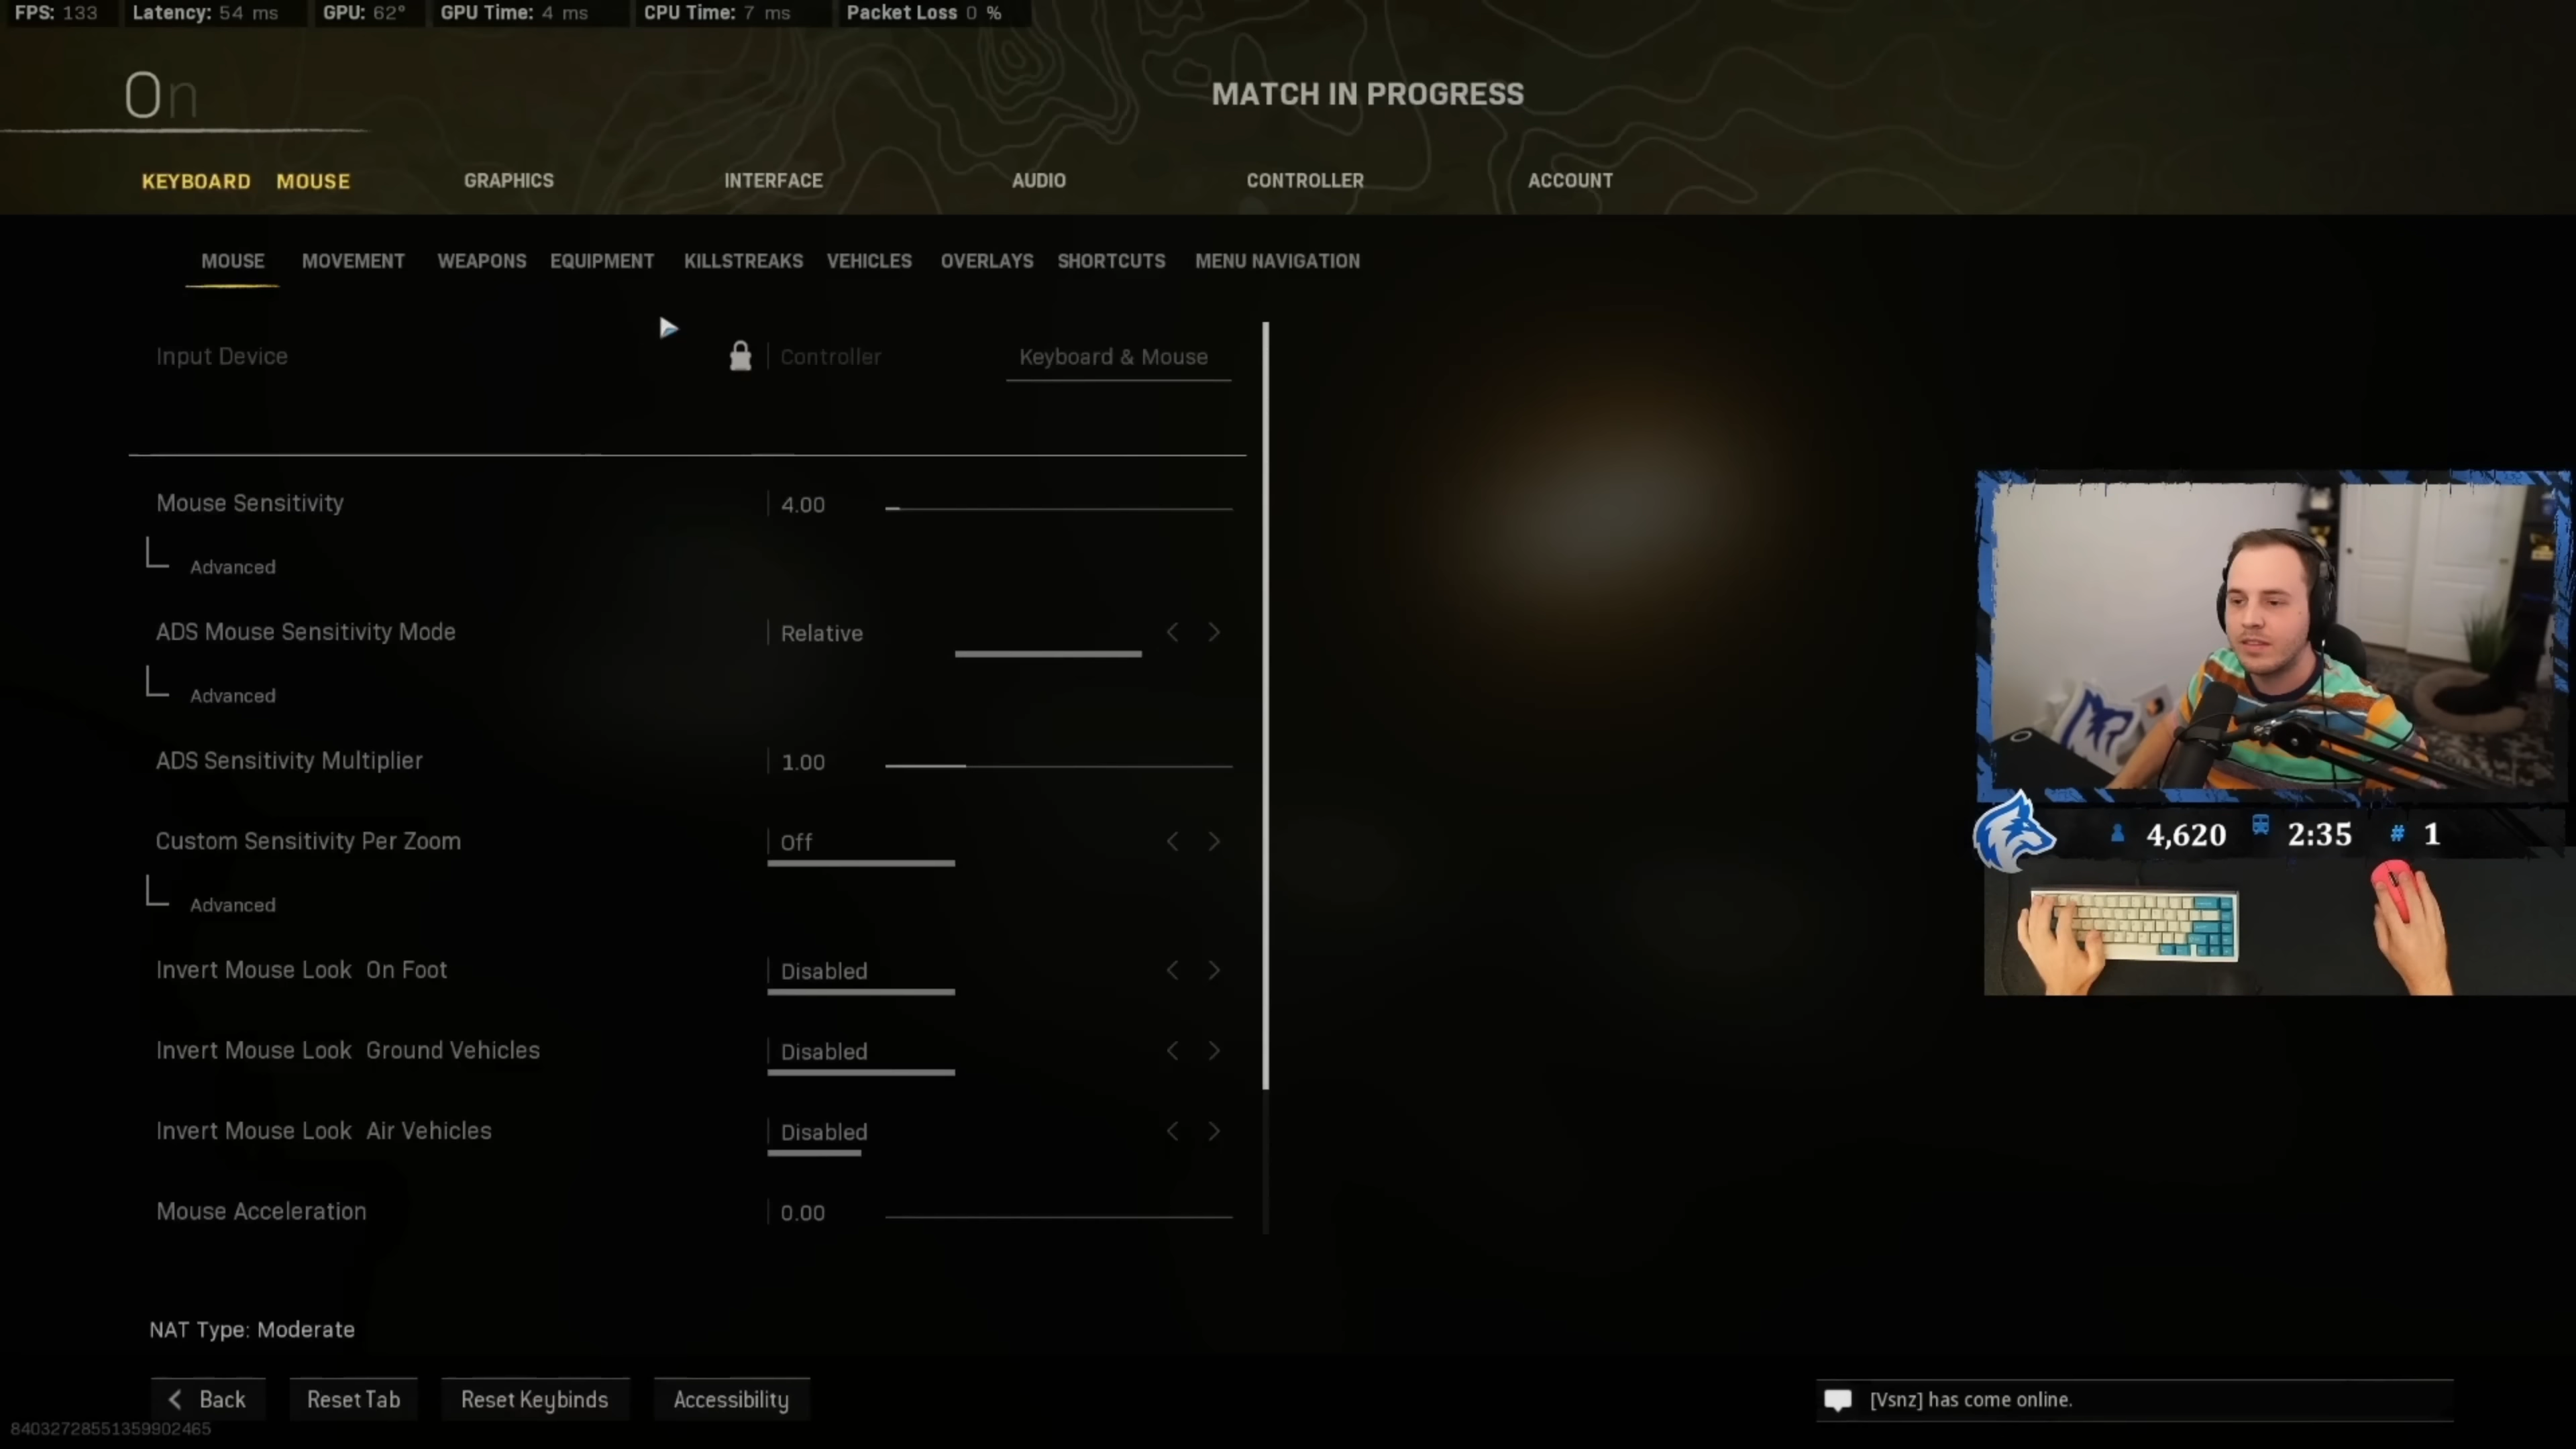 FPS: 133 Latency: 54 ms GPU: 62° GPU Time: 4 ms CPU Time: 7 ms Packet Loss 0 %
On
MATCH IN PROGRESS
KEYBOARD MOUSE GRAPHICS INTERFACE AUDIO CONTROLLER ACCOUNT
MOUSE MOVEMENT WEAPONS EQUIPMENT KILLSTREAKS VEHICLES OVERLAYS SHORTCUTS MENU NAVIGATION
Input Device Controller Keyboard & Mouse
Mouse Sensitivity 4.00
Advanced
ADS Mouse Sensitivity Mode Relative
Advanced
ADS Sensitivity Multiplier 1.00
Custom Sensitivity Per Zoom Off
Advanced
Invert Mouse Look On Foot Disabled
Invert Mouse Look Ground Vehicles Disabled
Invert Mouse Look Air Vehicles Disabled
Mouse Acceleration 0.00
4,620 2:35 # 1
NAT Type: Moderate
Back Reset Tab Reset Keybinds Accessibility
[Vsnz] has come online.
84032728551359902465